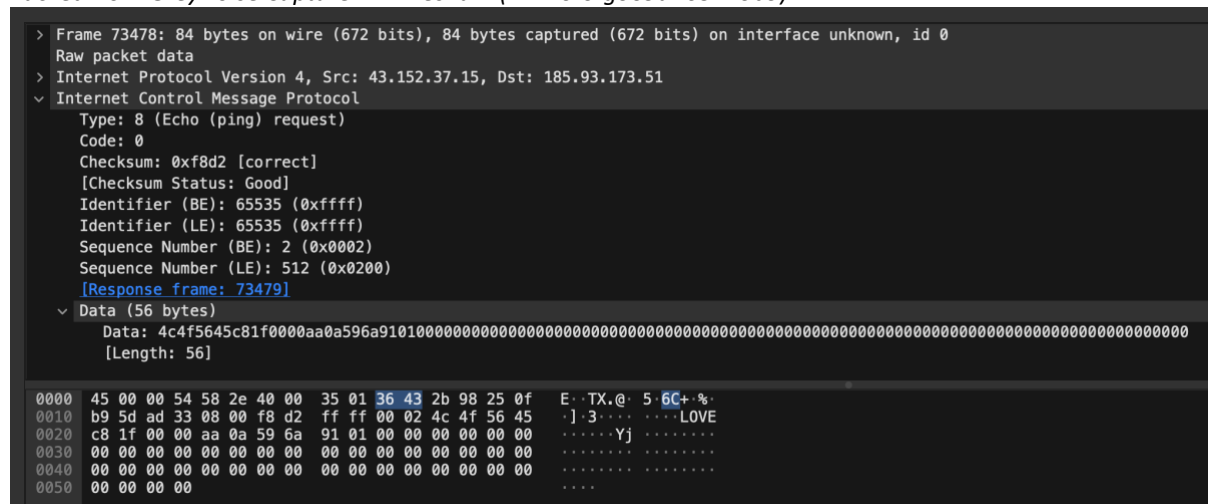 > Frame 73478: 84 bytes on wire (672 bits), 84 bytes captured (672 bits) on interface unknown, id 0
Raw packet data
> Internet Protocol Version 4, Src: 43.152.37.15, Dst: 185.93.173.51
∨ Internet Control Message Protocol
Type: 8 (Echo (ping) request)
Code: 0
Checksum: 0xf8d2 [correct]
[Checksum Status: Good]
Identifier (BE): 65535 (0xffff)
Identifier (LE): 65535 (0xffff)
Sequence Number (BE): 2 (0x0002)
Sequence Number (LE): 512 (0x0200)
[Response frame: 73479]
∨ Data (56 bytes)
Data: 4c4f5645c81f0000aa0a596a9101000000000000000000000000000000000000000000000000000000000000000000000000000000000000
[Length: 56]
0000 45 00 00 54 58 2e 40 00 35 01 36 43 2b 98 25 0f E··TX.@· 5·6C+·%·
0010 b9 5d ad 33 08 00 f8 d2 ff ff 00 02 4c 4f 56 45 ·]·3···· ····LOVE
0020 c8 1f 00 00 aa 0a 59 6a 91 01 00 00 00 00 00 00 ······Yj ········
0030 00 00 00 00 00 00 00 00 00 00 00 00 00 00 00 00 ········ ········
0040 00 00 00 00 00 00 00 00 00 00 00 00 00 00 00 00 ········ ········
0050 00 00 00 00 ····